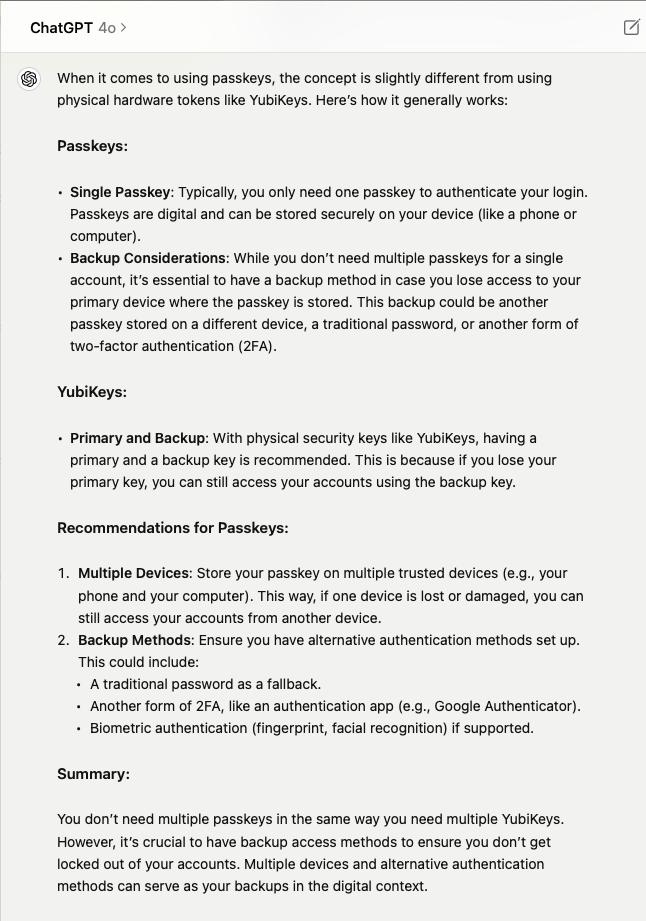 ChatGPT 4o >
When it comes to using passkeys, the concept is slightly different from using
physical hardware tokens like YubiKeys. Here’s how it generally works:
Passkeys:
• Single Passkey: Typically, you only need one passkey to authenticate your login.
Passkeys are digital and can be stored securely on your device (like a phone or
computer).
• Backup Considerations: While you don’t need multiple passkeys for a single
account, it’s essential to have a backup method in case you lose access to your
primary device where the passkey is stored. This backup could be another
passkey stored on a different device, a traditional password, or another form of
two-factor authentication (2FA).
YubiKeys:
• Primary and Backup: With physical security keys like YubiKeys, having a
primary and a backup key is recommended. This is because if you lose your
primary key, you can still access your accounts using the backup key.
Recommendations for Passkeys:
1. Multiple Devices: Store your passkey on multiple trusted devices (e.g., your
phone and your computer). This way, if one device is lost or damaged, you can
still access your accounts from another device.
2. Backup Methods: Ensure you have alternative authentication methods set up.
This could include:
• A traditional password as a fallback.
• Another form of 2FA, like an authentication app (e.g., Google Authenticator).
• Biometric authentication (fingerprint, facial recognition) if supported.
Summary:
You don’t need multiple passkeys in the same way you need multiple YubiKeys.
However, it’s crucial to have backup access methods to ensure you don’t get
locked out of your accounts. Multiple devices and alternative authentication
methods can serve as your backups in the digital context.